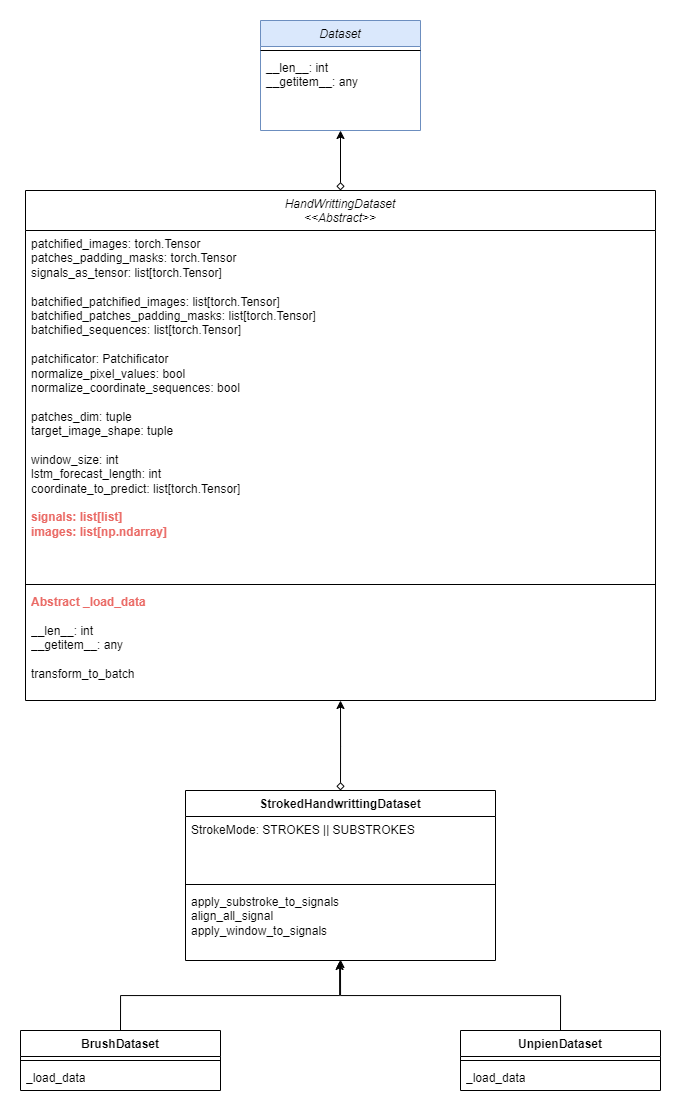 Dataset
__len__: int
__getitem__: any
HandWrittingDataset
<<Abstract>>
patchified_images: torch.Tensor
patches_padding_masks: torch.Tensor
signals_as_tensor: list[torch.Tensor]
batchified_patchified_images: list[torch.Tensor]
batchified_patches_padding_masks: list[torch.Tensor]
batchified_sequences: list[torch.Tensor]
patchificator: Patchificator
normalize_pixel_values: bool
normalize_coordinate_sequences: bool
patches_dim: tuple
target_image_shape: tuple
window_size: int
lstm_forecast_length: int
coordinate_to_predict: list[torch.Tensor]
signals: list[list]
images: list[np.ndarray]
Abstract _load_data
__len__: int
__getitem__: any
transform_to_batch
StrokedHandwrittingDataset
StrokeMode: STROKES || SUBSTROKES
apply_substroke_to_signals
align_all_signal
apply_window_to_signals
BrushDataset
_load_data
UnpienDataset
_load_data